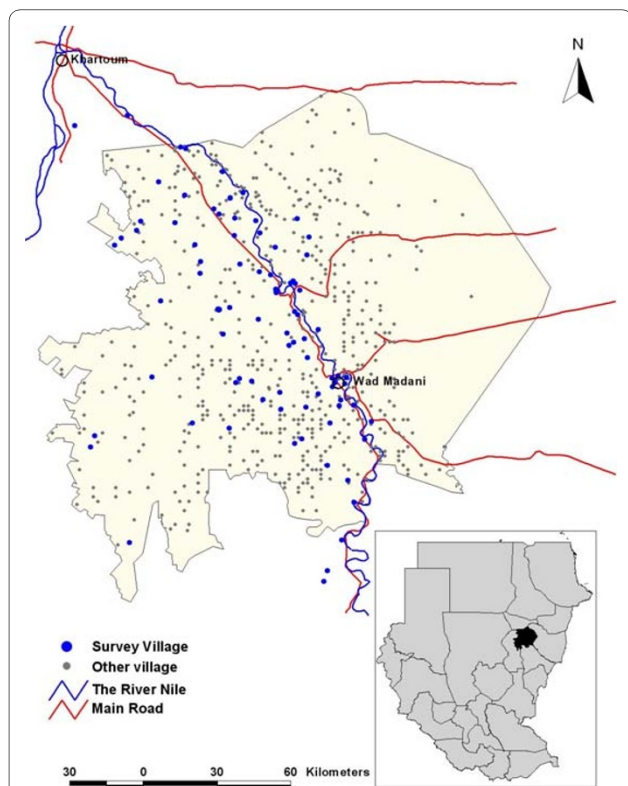 Khartoum
N
Wad Madani
Survey Village
Other village
The River Nile
Main Road
30 0 30 60 Kilometers